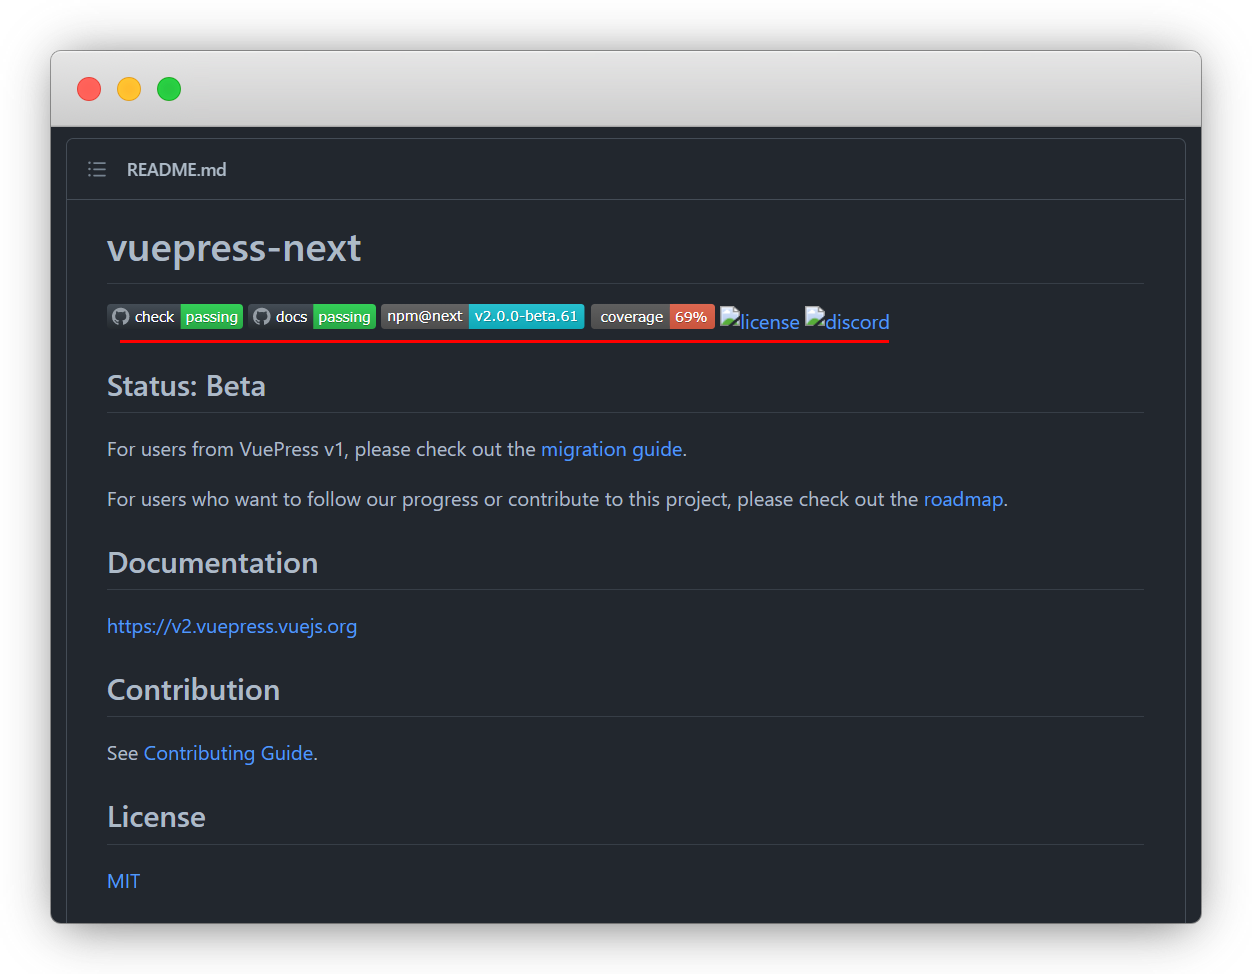 README.md
vuepress-next
check passing docs passing npm@next v2.0.0-beta.61 coverage 69% license discord
Status: Beta
For users from VuePress v1, please check out the migration guide.
For users who want to follow our progress or contribute to this project, please check out the roadmap.
Documentation
https://v2.vuepress.vuejs.org
Contribution
See Contributing Guide.
License
MIT